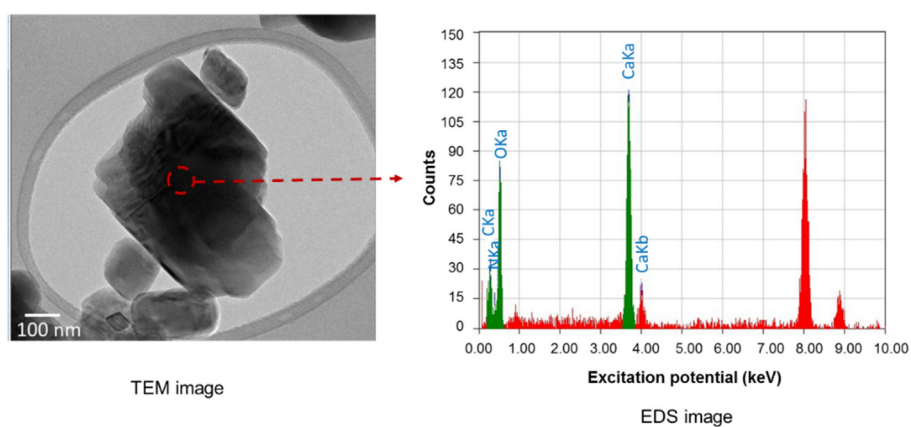 100 nm
TEM image
150
135
120
105
90
75
60
45
30
15
0
Counts
CKa
NKa
OKa
CaKa
CaKb
0.00 1.00 2.00 3.00 4.00 5.00 6.00 7.00 8.00 9.00 10.00
Excitation potential (keV)
EDS image